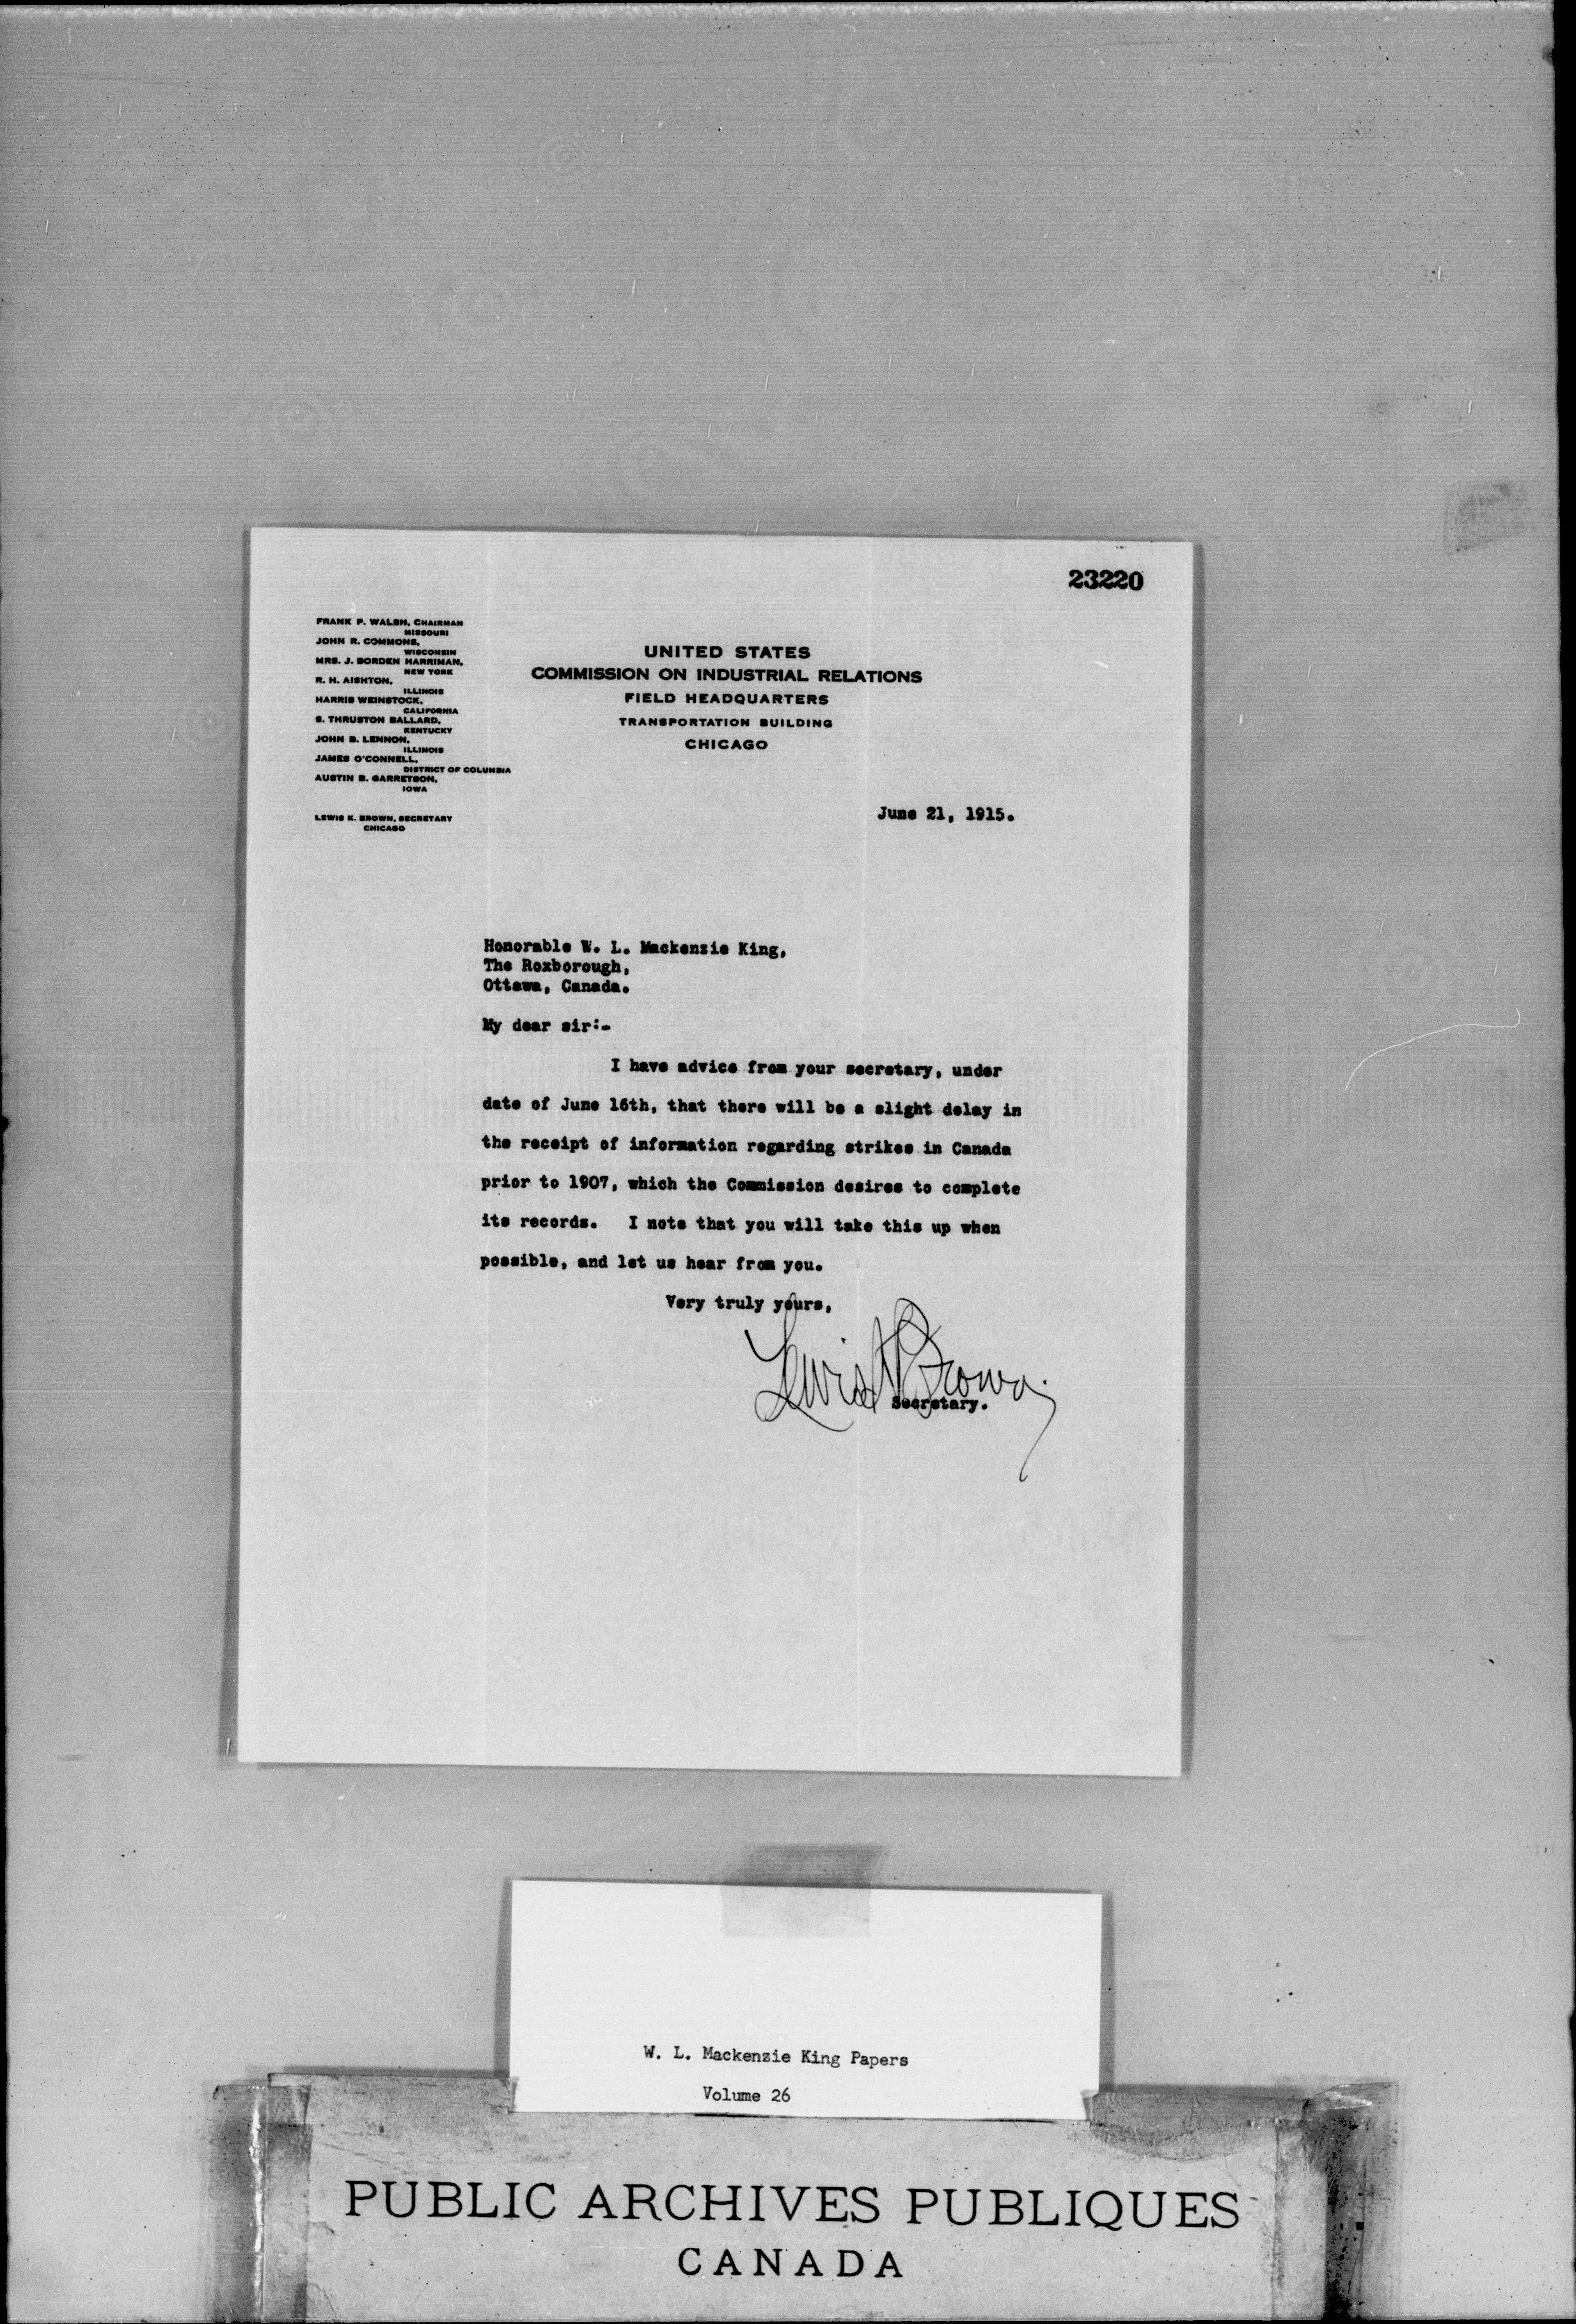 23220
FRANK P. WALSH, CHAIRMAN
MISSOURI
JOHN R. COMMONS,
WISCONSIN
MRS. J. BORDEN HARRIMAN,
NEW YORK
R. H. AISHTON,
ILLINOIS
HARRIS WEINSTOCK,
CALIFORNIA
S. THRUSTON BALLARD,
KENTUCKY
JOHN B. LENNON,
ILLINOIS
JAMES O'CONNELL,
DISTRICT OF COLUMBIA
AUSTIN B. GARRETSON,
IOWA
LEWIS K. BROWN, SECRETARY
CHICAGO
UNITED STATES
COMMISSION ON INDUSTRIAL RELATIONS
FIELD HEADQUARTERS
TRANSPORTATION BUILDING
CHICAGO
June 21, 1915.
Honorable W. L. Mackenzie King,
The Roxborough,
Ottawa, Canada.
My dear sir:-
I have advice from your secretary, under
date of June 16th, that there will be a slight delay in
the receipt of information regarding strikes in Canada
prior to 1907, which the Commission desires to complete
its records. I note that you will take this up when
possible, and let us hear from you.
Very truly yours,
Lewis K Brown.
Secretary.
W. L. Mackenzie King Papers
Volume 26
PUBLIC ARCHIVES PUBLIQUES
CANADA